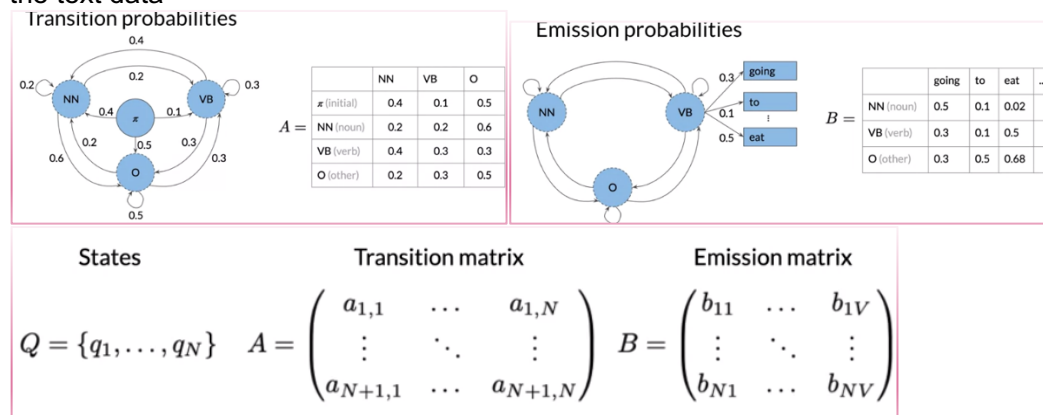 the text data
Transition probabilities
0.4
0.2
0.2
0.3
NN
VB
π
0.4
0.1
0.2
0.5
0.3
0.6
0.3
O
0.5
A =
NN VB O
π (initial) 0.4 0.1 0.5
NN (noun) 0.2 0.2 0.6
VB (verb) 0.4 0.3 0.3
O (other) 0.2 0.3 0.5
Emission probabilities
NN
VB
O
0.3 going
0.1 to
⋮
0.5 eat
B =
going to eat ..
NN (noun) 0.5 0.1 0.02
VB (verb) 0.3 0.1 0.5
O (other) 0.3 0.5 0.68
States
Q = {q₁, . . . , q_N}
Transition matrix
A =
a₁,₁ … a₁,N
⋮ ⋱ ⋮
a_N+1,1 … a_N+1,N
Emission matrix
B =
b₁₁ … b₁V
⋮ ⋱ ⋮
b_N1 … b_NV